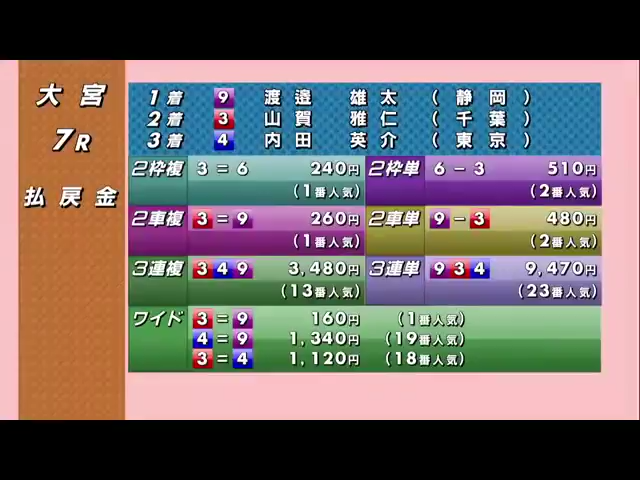 大宮
7R
払戻金
1着 9 渡邉 雄太 (静岡)
2着 3 山賀 雅仁 (千葉)
3着 4 内田 英介 (東京)
2枠複 3=6 240円 2枠単 6-3 510円
(1番人気) (2番人気)
2車複 3=9 260円 2車単 9-3 480円
(1番人気) (2番人気)
3連複 3 4 9 3,480円 3連単 9 3 4 9,470円
(13番人気) (23番人気)
ワイド 3=9 160円 (1番人気)
4=9 1,340円 (19番人気)
3=4 1,120円 (18番人気)